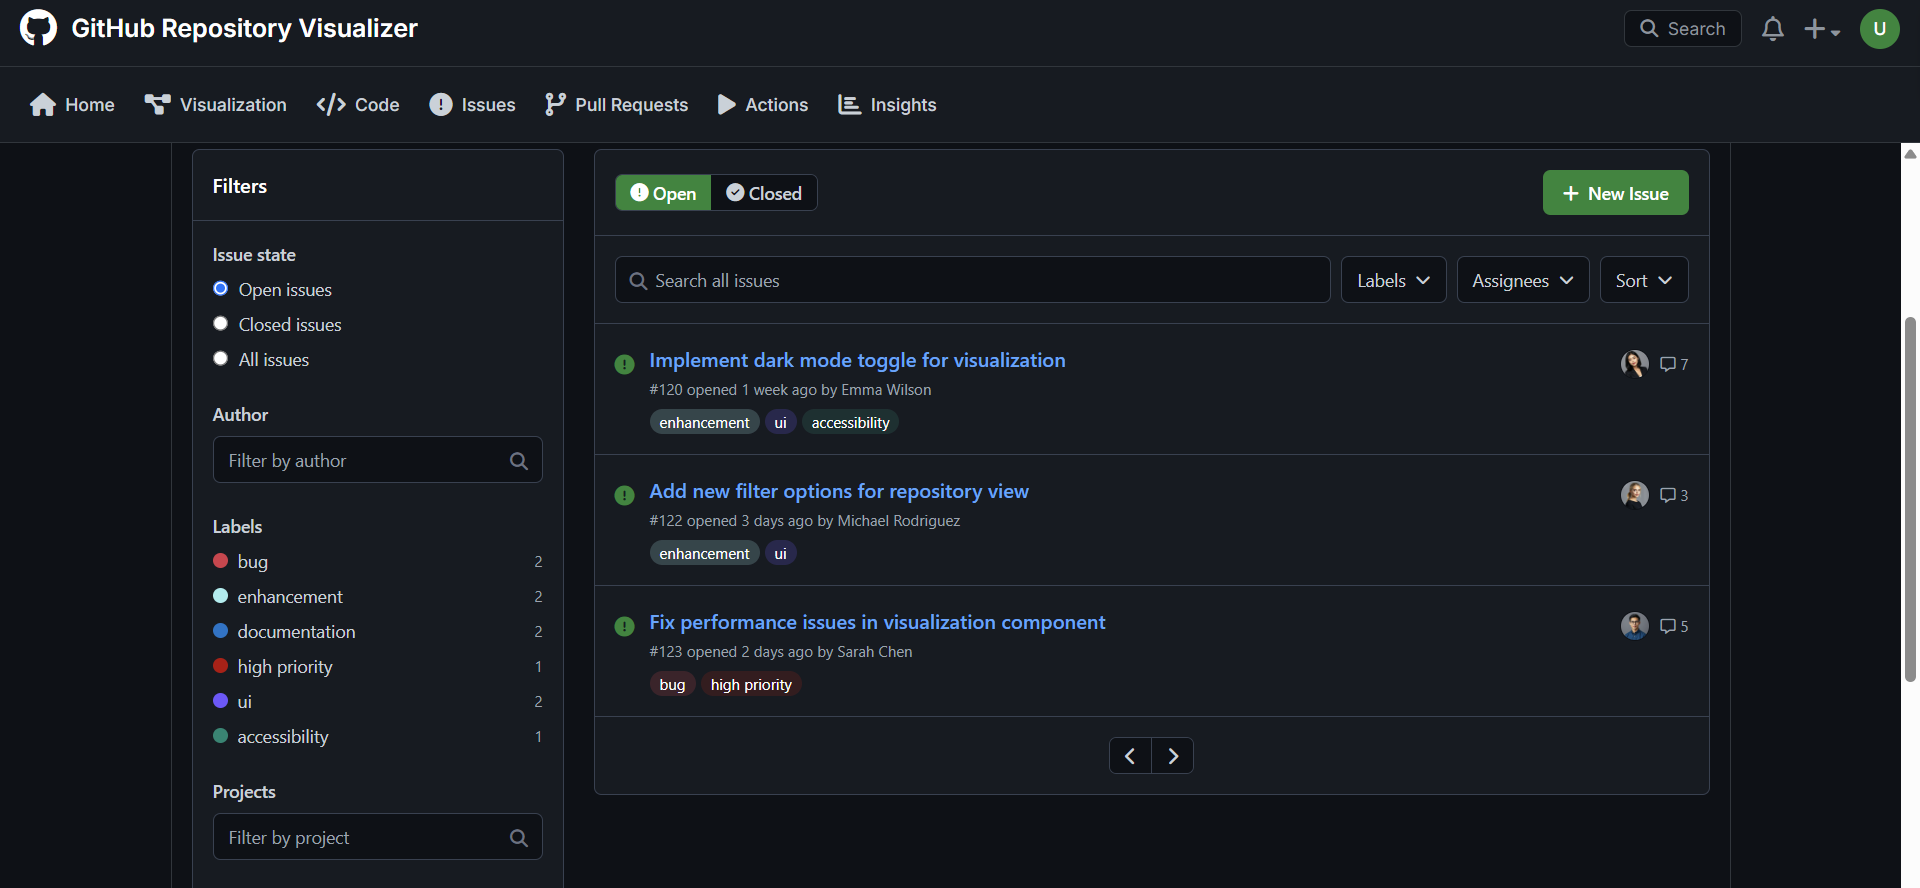 GitHub Repository Visualizer
Search
U
Home
Visualization
Code
Issues
Pull Requests
Actions
Insights
Filters
Issue state
Open issues
Closed issues
All issues
Author
Filter by author
Labels
bug 2
enhancement 2
documentation 2
high priority 1
ui 2
accessibility 1
Projects
Filter by project
Open
Closed
New Issue
Search all issues
Labels
Assignees
Sort
Implement dark mode toggle for visualization
7
#120 opened 1 week ago by Emma Wilson
enhancement ui accessibility
Add new filter options for repository view
3
#122 opened 3 days ago by Michael Rodriguez
enhancement ui
Fix performance issues in visualization component
5
#123 opened 2 days ago by Sarah Chen
bug high priority